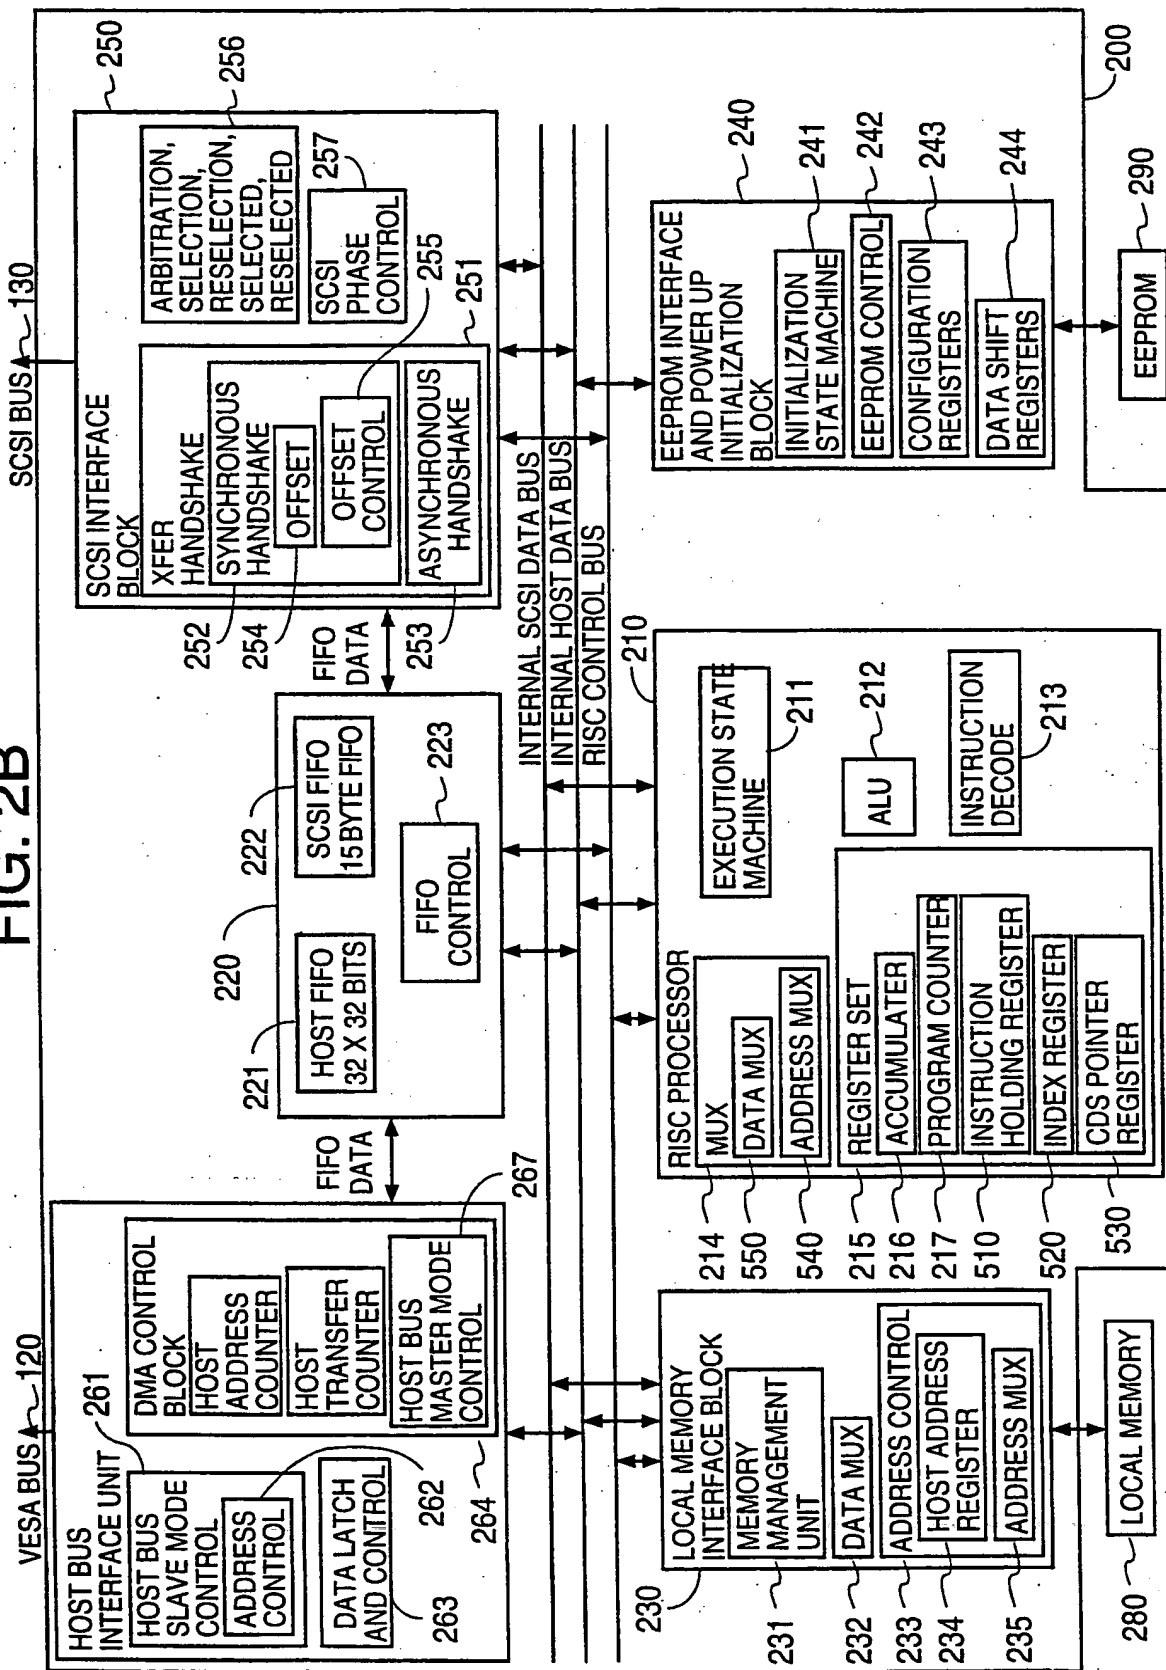 FIG. 2B
VESA BUS
120
SCSI BUS
130
HOST BUS
INTERFACE UNIT
261
HOST BUS
SLAVE MODE
CONTROL
ADDRESS
CONTROL
262
DATA LATCH
AND CONTROL
263
264
DMA CONTROL
BLOCK
HOST
ADDRESS
COUNTER
HOST
TRANSFER
COUNTER
HOST BUS
MASTER MODE
CONTROL
267
FIFO
DATA
220
221
HOST FIFO
32 X 32 BITS
222
SCSI FIFO
15 BYTE FIFO
FIFO
CONTROL
223
FIFO
DATA
SCSI INTERFACE
BLOCK
250
XFER
HANDSHAKE
SYNCHRONOUS
HANDSHAKE
OFFSET
OFFSET
CONTROL
ASYNCHRONOUS
HANDSHAKE
252
254
253
255
251
ARBITRATION,
SELECTION,
RESELECTION,
SELECTED,
RESELECTED
256
SCSI
PHASE
CONTROL
257
INTERNAL SCSI DATA BUS
INTERNAL HOST DATA BUS
RISC CONTROL BUS
LOCAL MEMORY
INTERFACE BLOCK
230
MEMORY
MANAGEMENT
UNIT
231
DATA MUX
232
ADDRESS CONTROL
233
HOST ADDRESS
REGISTER
234
ADDRESS MUX
235
LOCAL MEMORY
280
RISC PROCESSOR
210
MUX
214
DATA MUX
550
ADDRESS MUX
540
REGISTER SET
215
ACCUMULATER
216
PROGRAM COUNTER
217
INSTRUCTION
HOLDING REGISTER
510
INDEX REGISTER
520
CDS POINTER
REGISTER
530
EXECUTION STATE
MACHINE
211
ALU
212
INSTRUCTION
DECODE
213
EEPROM INTERFACE
AND POWER UP
INITIALIZATION
BLOCK
240
INITIALIZATION
STATE MACHINE
241
EEPROM CONTROL
242
CONFIGURATION
REGISTERS
243
DATA SHIFT
REGISTERS
244
EEPROM
290
200